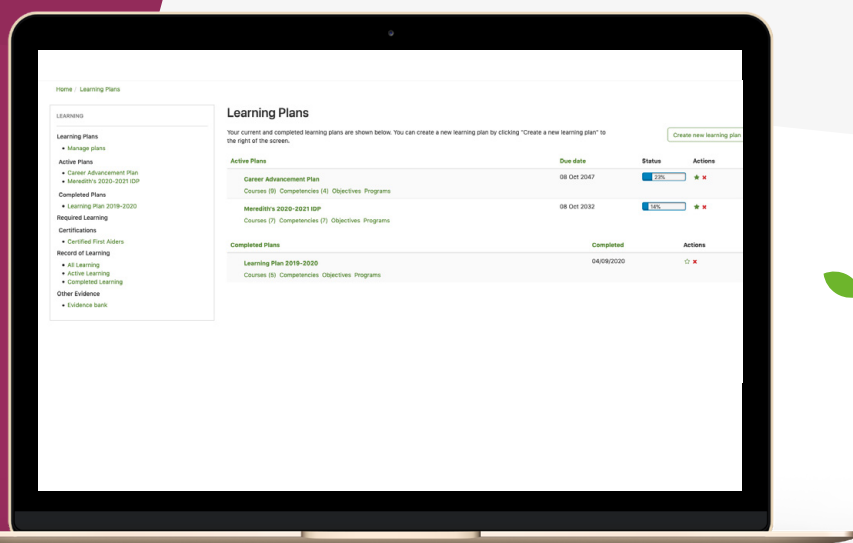 Home / Learning Plans
LEARNING
Learning Plans
• Manage plans
Active Plans
• Career Advancement Plan
• Meredith's 2020-2021 IDP
Completed Plans
• Learning Plan 2019-2020
Required Learning
Certifications
• Certified First Aiders
Record of Learning
• All Learning
• Active Learning
• Completed Learning
Other Evidence
• Evidence bank
Learning Plans
Your current and completed learning plans are shown below. You can create a new learning plan by clicking "Create a new learning plan" to
the right of the screen.
Create new learning plan
Active Plans Due date Status Actions
Career Advancement Plan 08 Oct 2047 23%
Courses (9) Competencies (4) Objectives Programs
Meredith's 2020-2021 IDP 08 Oct 2032 14%
Courses (7) Competencies (7) Objectives Programs
Completed Plans Completed Actions
Learning Plan 2019-2020 04/09/2020
Courses (5) Competencies Objectives Programs